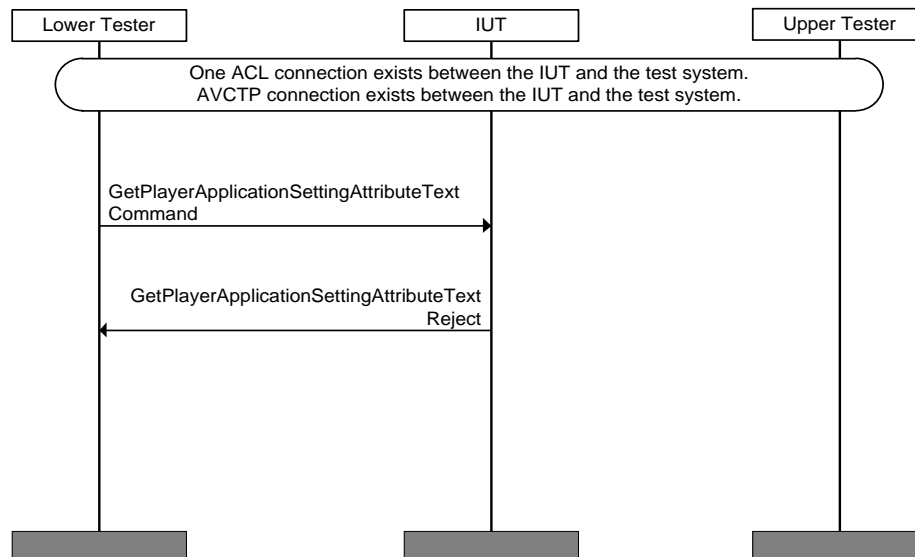 Lower Tester
IUT
Upper Tester
One ACL connection exists between the IUT and the test system.
AVCTP connection exists between the IUT and the test system.
GetPlayerApplicationSettingAttributeText
Command
GetPlayerApplicationSettingAttributeText
Reject